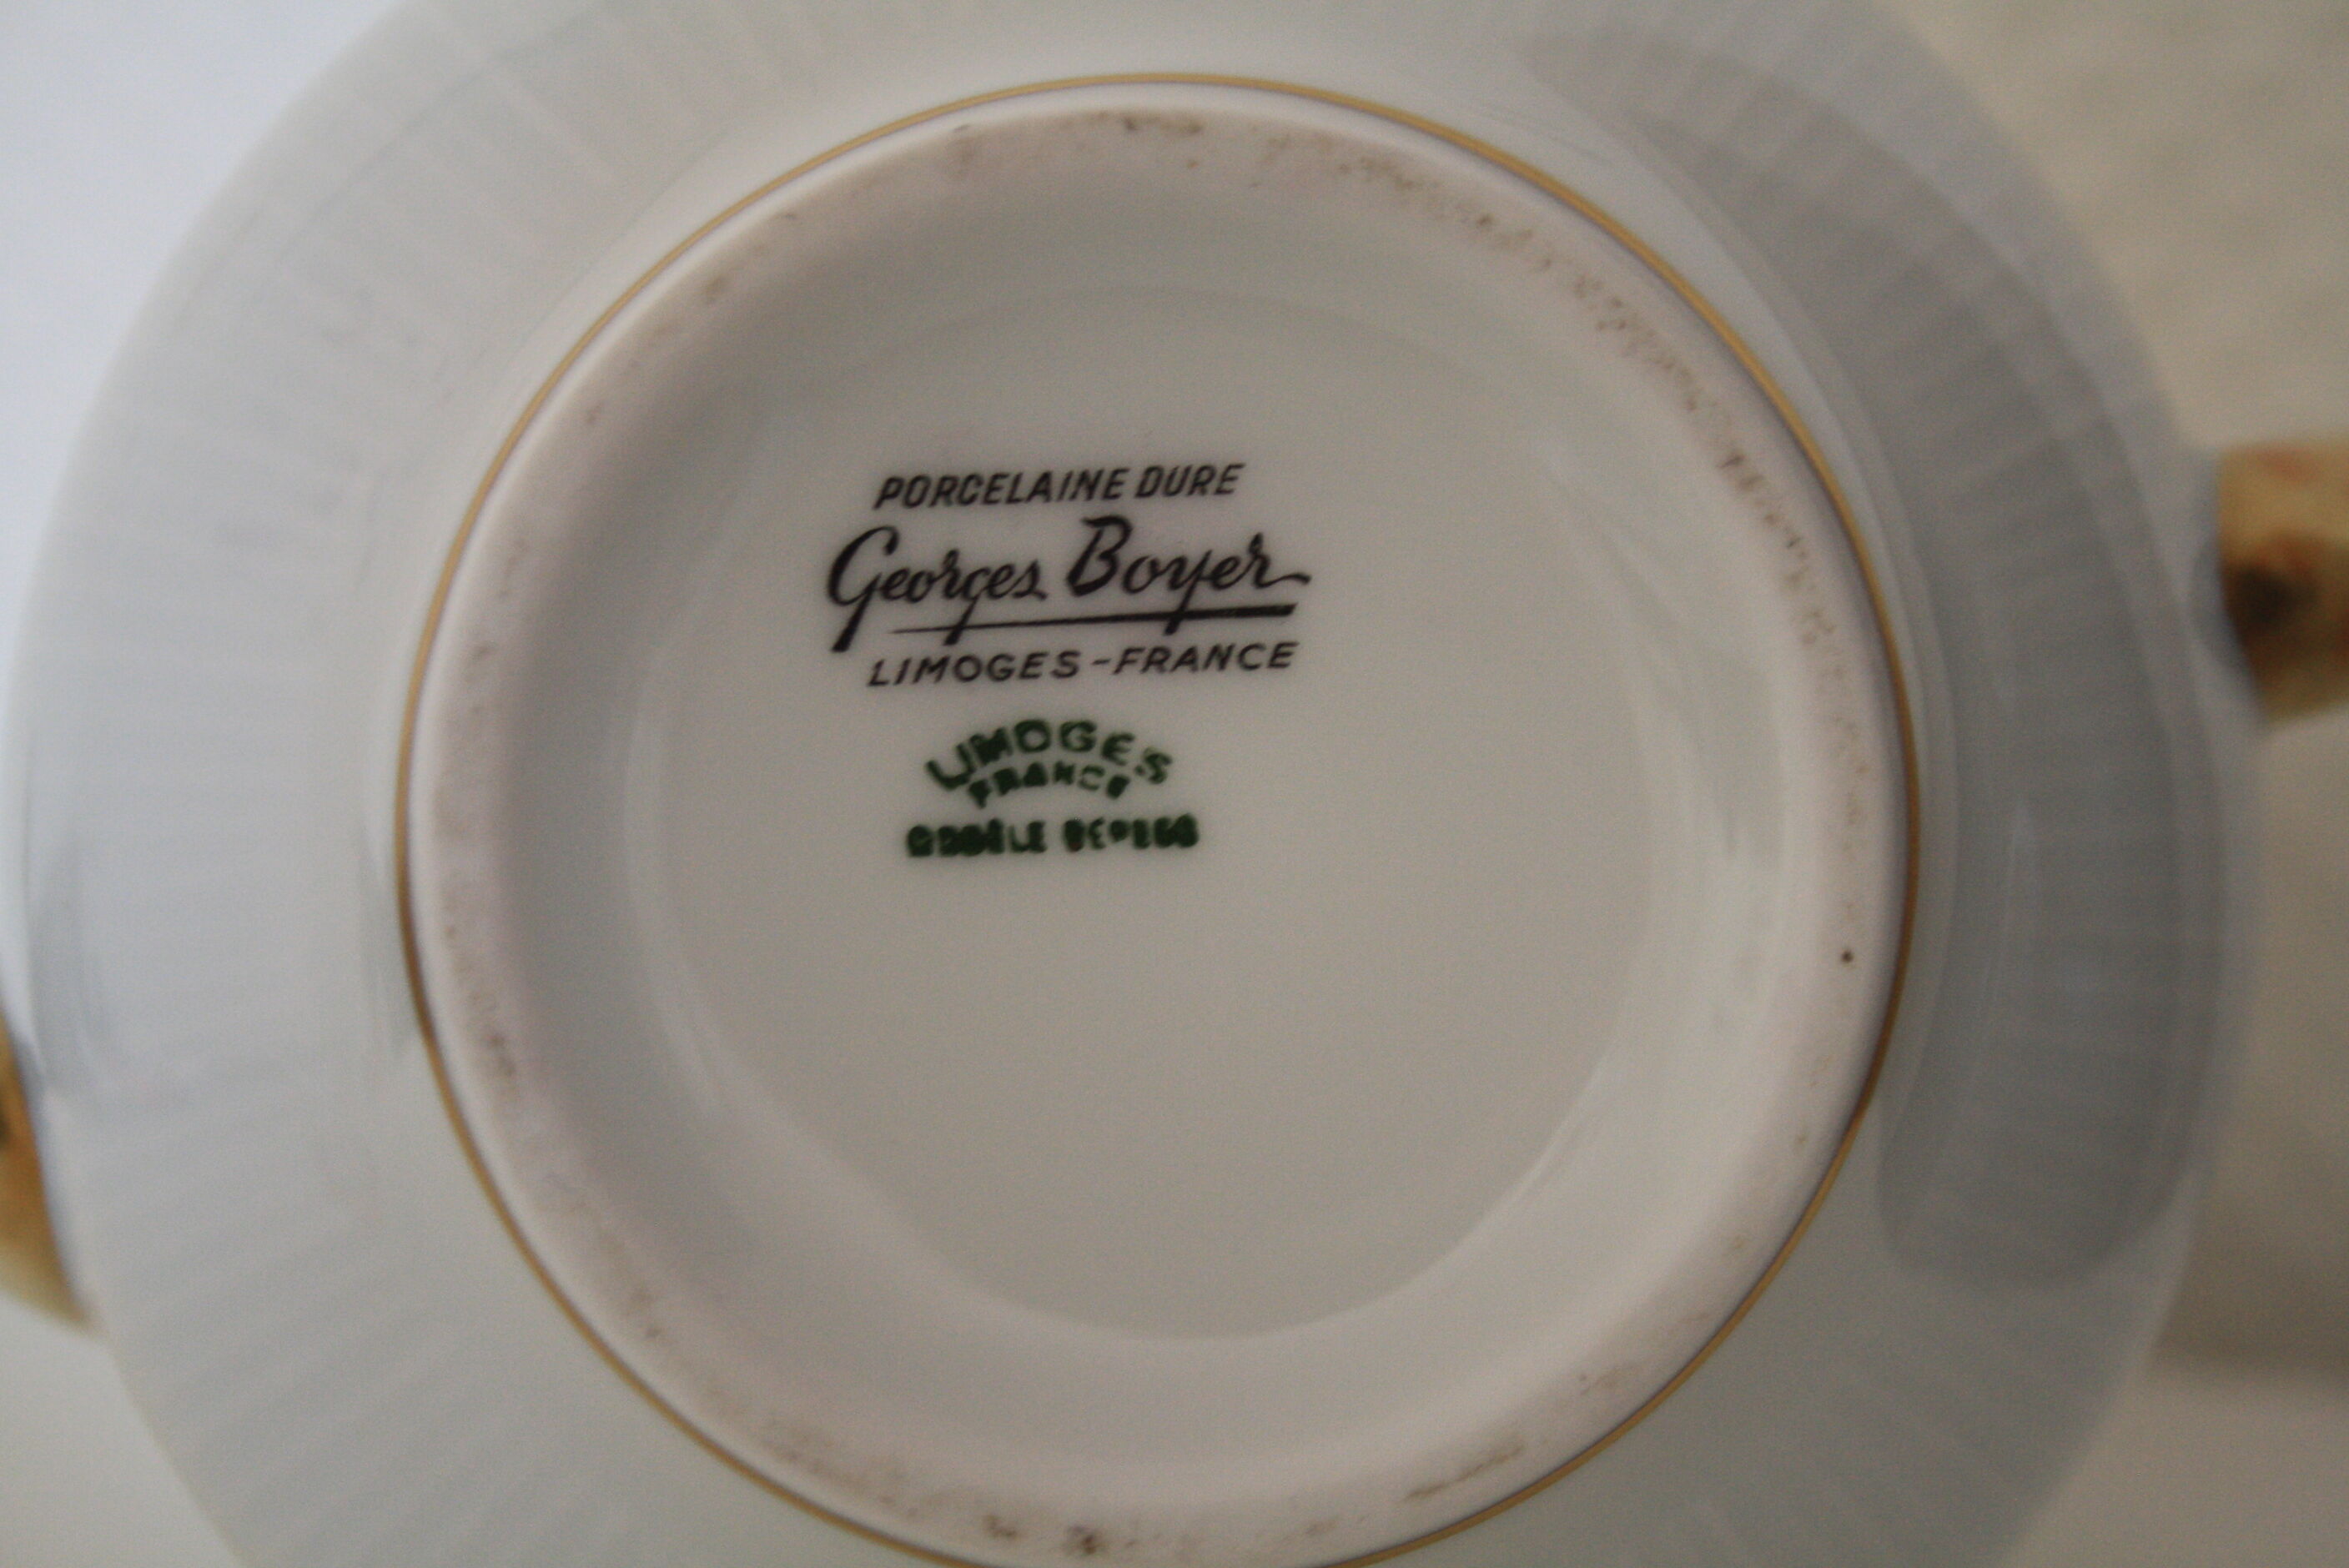 PORCELAINE DURE
Georges Boyer
LIMOGES-FRANCE
LIMOGES
FRANCE